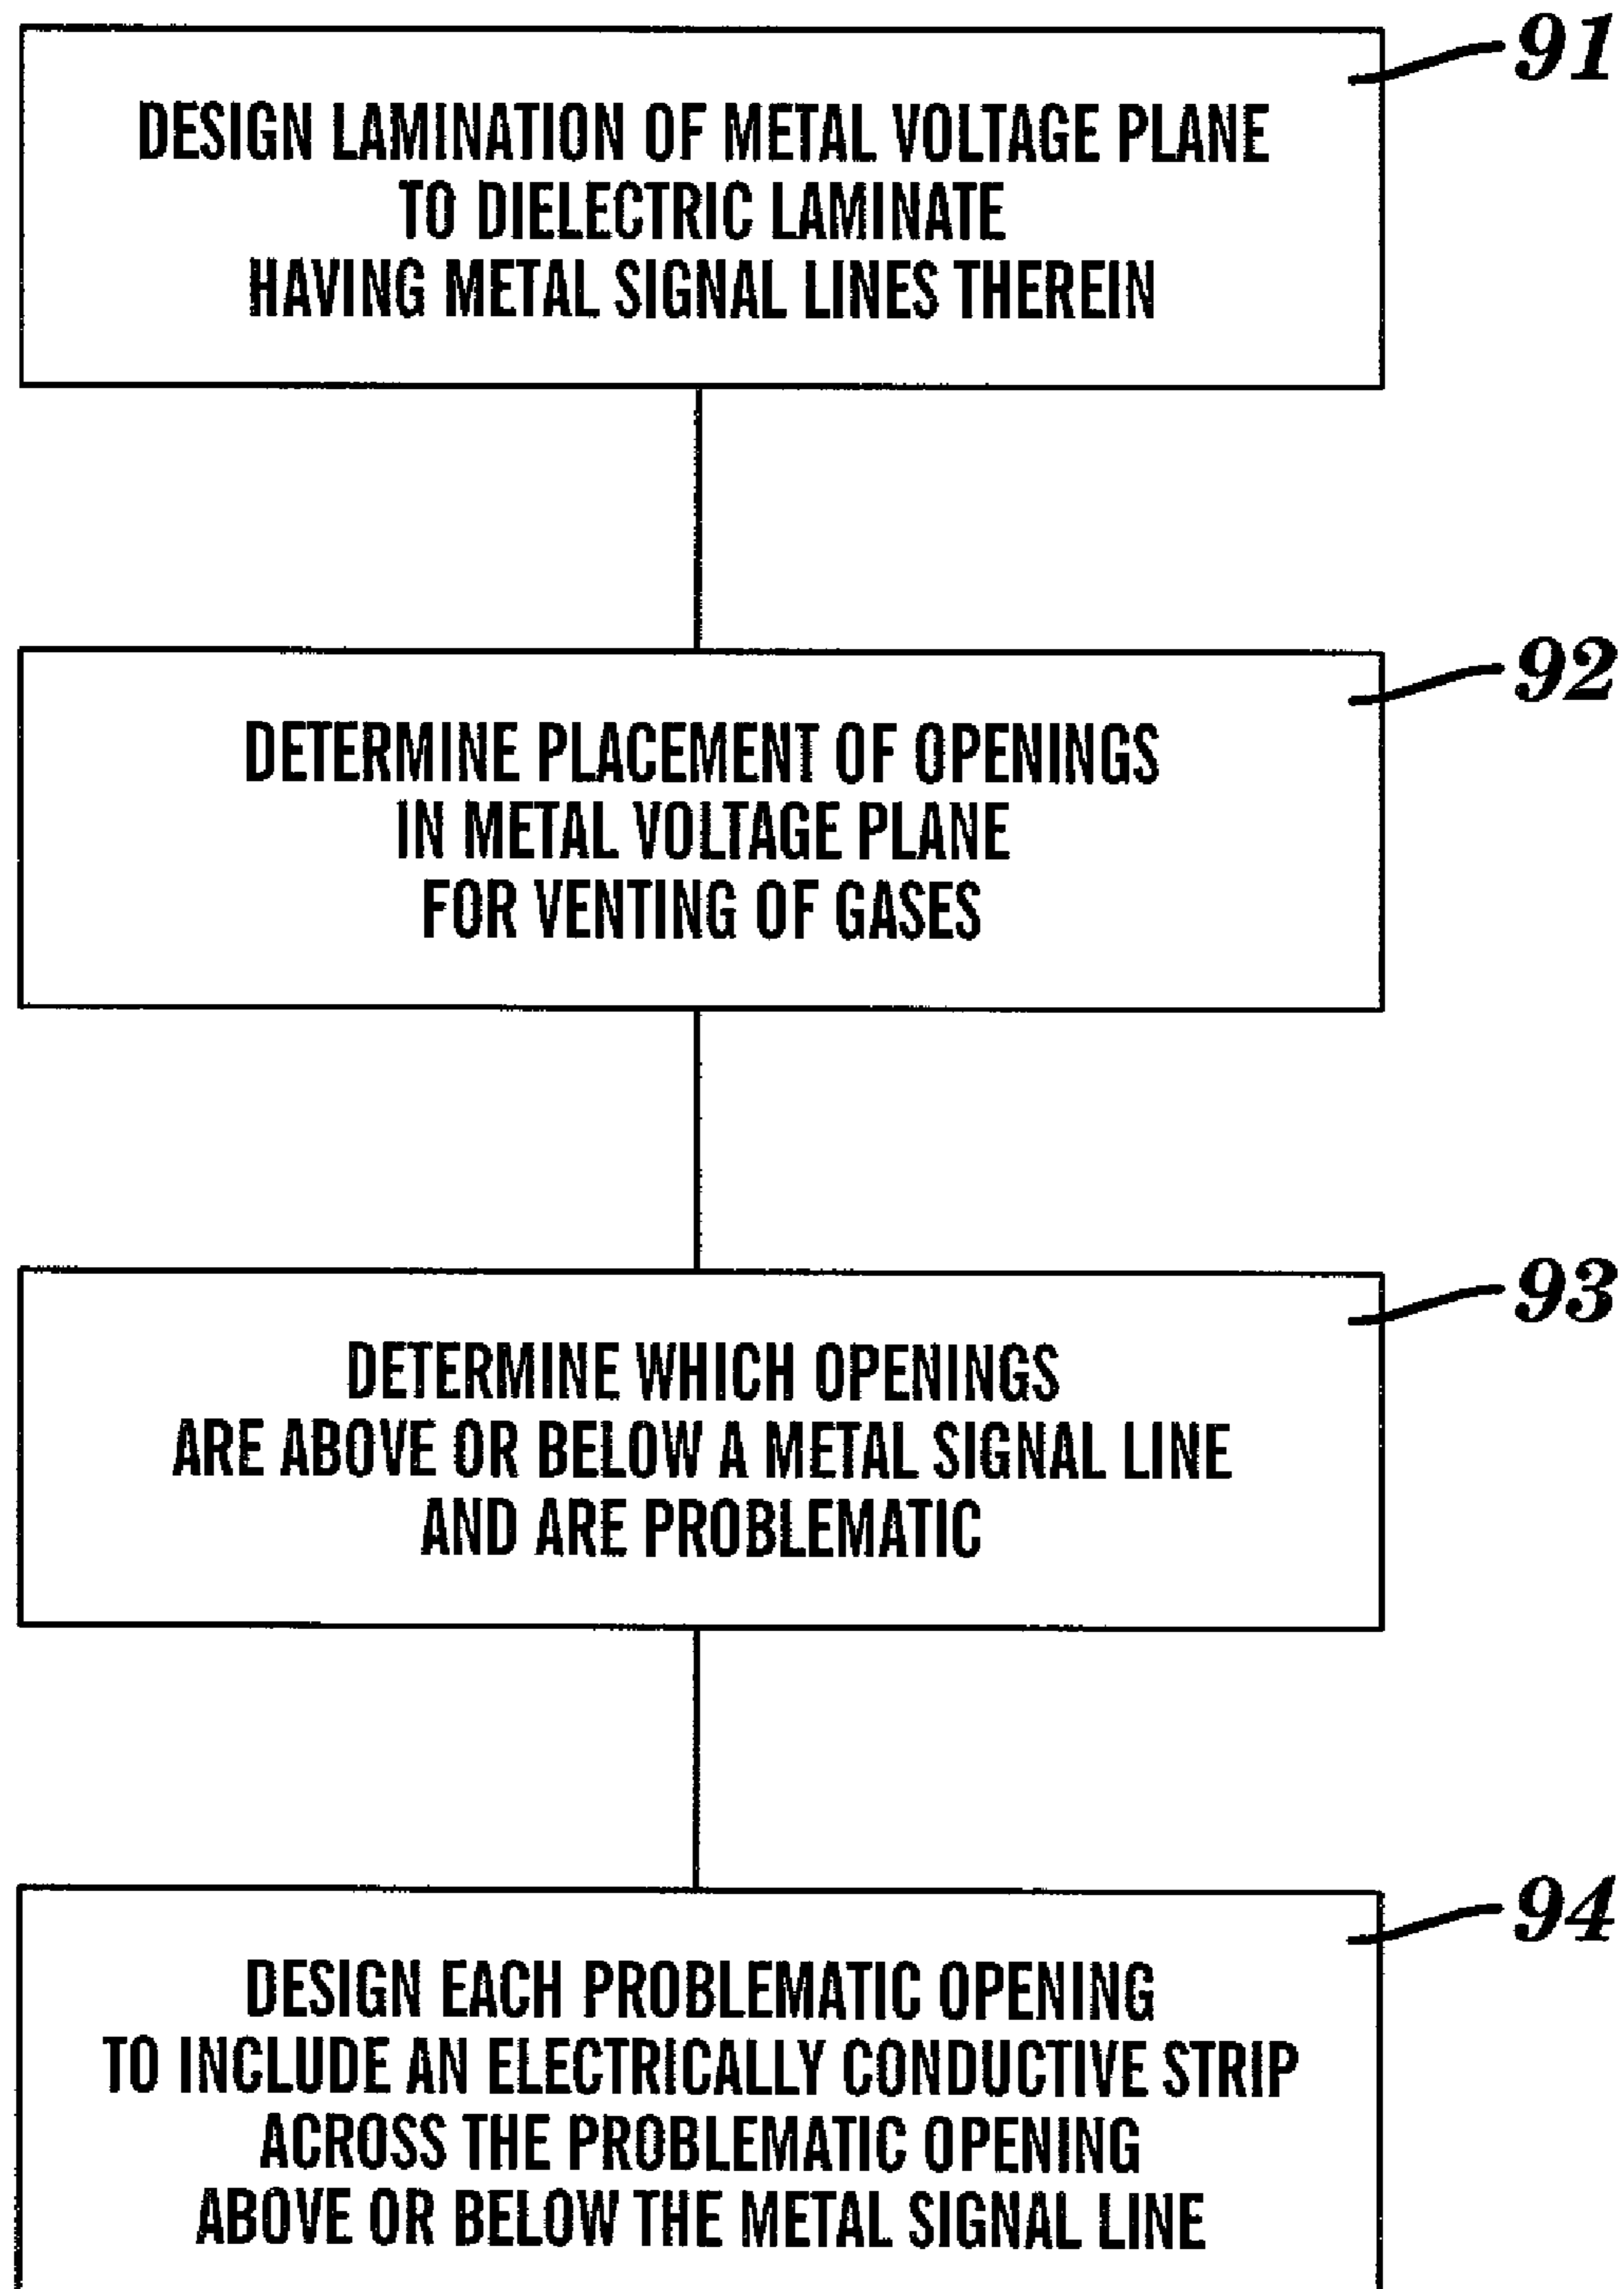 91
DESIGN LAMINATION OF METAL VOLTAGE PLANE
TO DIELECTRIC LAMINATE
HAVING METAL SIGNAL LINES THEREIN
92
DETERMINE PLACEMENT OF OPENINGS
IN METAL VOLTAGE PLANE
FOR VENTING OF GASES
93
DETERMINE WHICH OPENINGS
ARE ABOVE OR BELOW A METAL SIGNAL LINE
AND ARE PROBLEMATIC
94
DESIGN EACH PROBLEMATIC OPENING
TO INCLUDE AN ELECTRICALLY CONDUCTIVE STRIP
ACROSS THE PROBLEMATIC OPENING
ABOVE OR BELOW THE METAL SIGNAL LINE